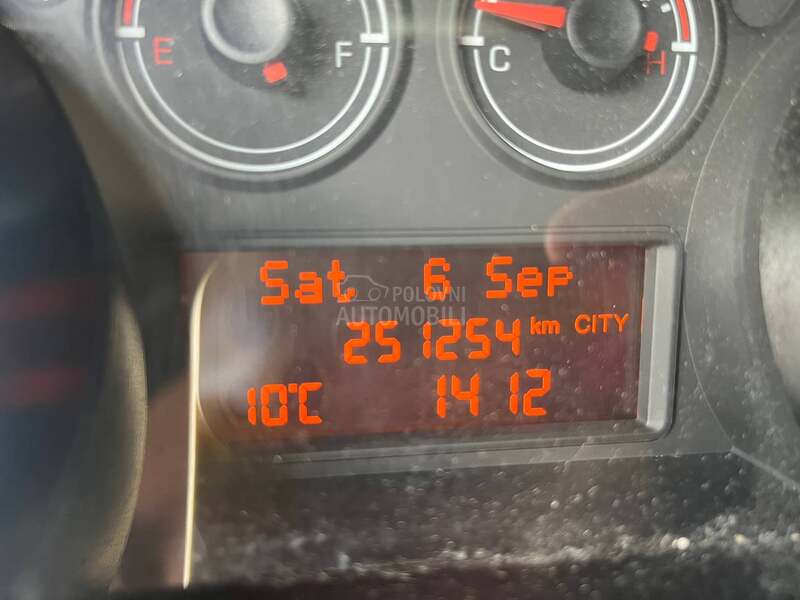 E F C H
Sat. 6 Sep
POLOVNI
AUTOMOBILI
251254 km CITY
10°C 14 12